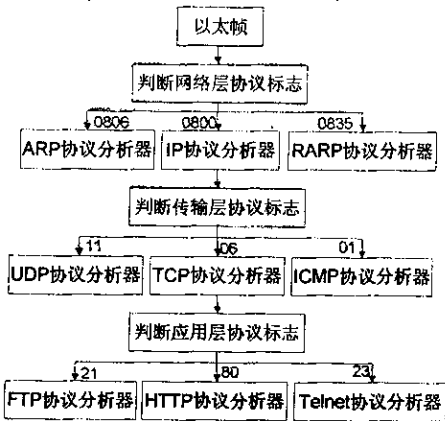 以太帧
判断网络层协议标志
0806 0800 0835
ARP协议分析器 IP协议分析器 RARP协议分析器
判断传输层协议标志
11 06 01
UDP协议分析器 TCP协议分析器 ICMP协议分析器
判断应用层协议标志
21 80 23
FTP协议分析器 HTTP协议分析器 Telnet协议分析器